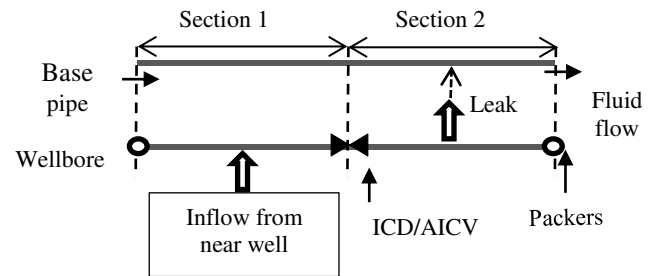 Section 1
Section 2
Base
pipe
Leak
Fluid
flow
Wellbore
Inflow from
near well
ICD/AICV
Packers